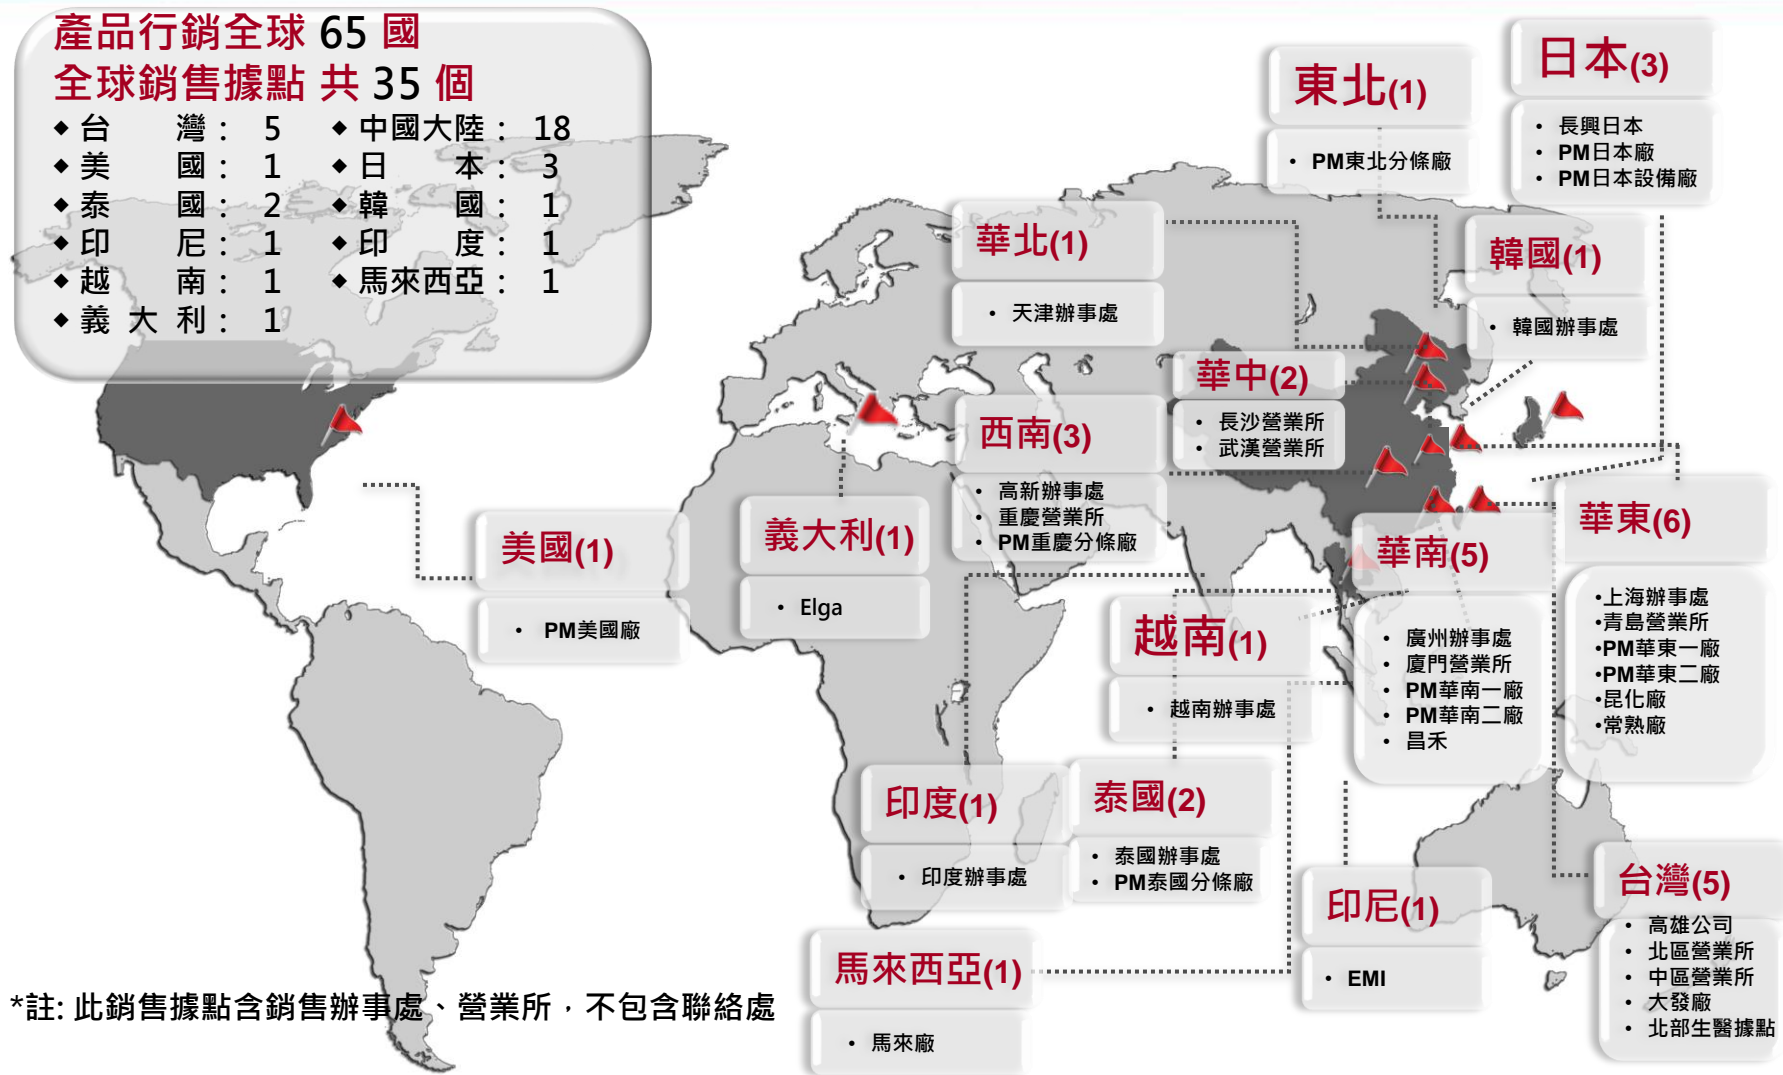 產品行銷全球 65 國
全球銷售據點 共 35 個
◆ 台灣： 5 ◆ 中國大陸： 18
◆ 美國： 1 ◆ 日本： 3
◆ 泰國： 2 ◆ 韓國： 1
◆ 印尼： 1 ◆ 印度： 1
◆ 越南： 1 ◆ 馬來西亞： 1
◆ 義大利： 1
東北(1)
• PM東北分條廠
日本(3)
• 長興日本
• PM日本廠
• PM日本設備廠
華北(1)
• 天津辦事處
韓國(1)
• 韓國辦事處
華中(2)
• 長沙營業所
• 武漢營業所
西南(3)
• 高新辦事處
• 重慶營業所
• PM重慶分條廠
美國(1)
• PM美國廠
義大利(1)
• Elga
華南(5)
• 廣州辦事處
• 廈門營業所
• PM華南一廠
• PM華南二廠
• 昌禾
華東(6)
•上海辦事處
•青島營業所
•PM華東一廠
•PM華東二廠
•昆化廠
•常熟廠
越南(1)
• 越南辦事處
印度(1)
• 印度辦事處
泰國(2)
• 泰國辦事處
• PM泰國分條廠
印尼(1)
• EMI
台灣(5)
• 高雄公司
• 北區營業所
• 中區營業所
• 大發廠
• 北部生醫據點
馬來西亞(1)
• 馬來廠
*註: 此銷售據點含銷售辦事處、營業所，不包含聯絡處